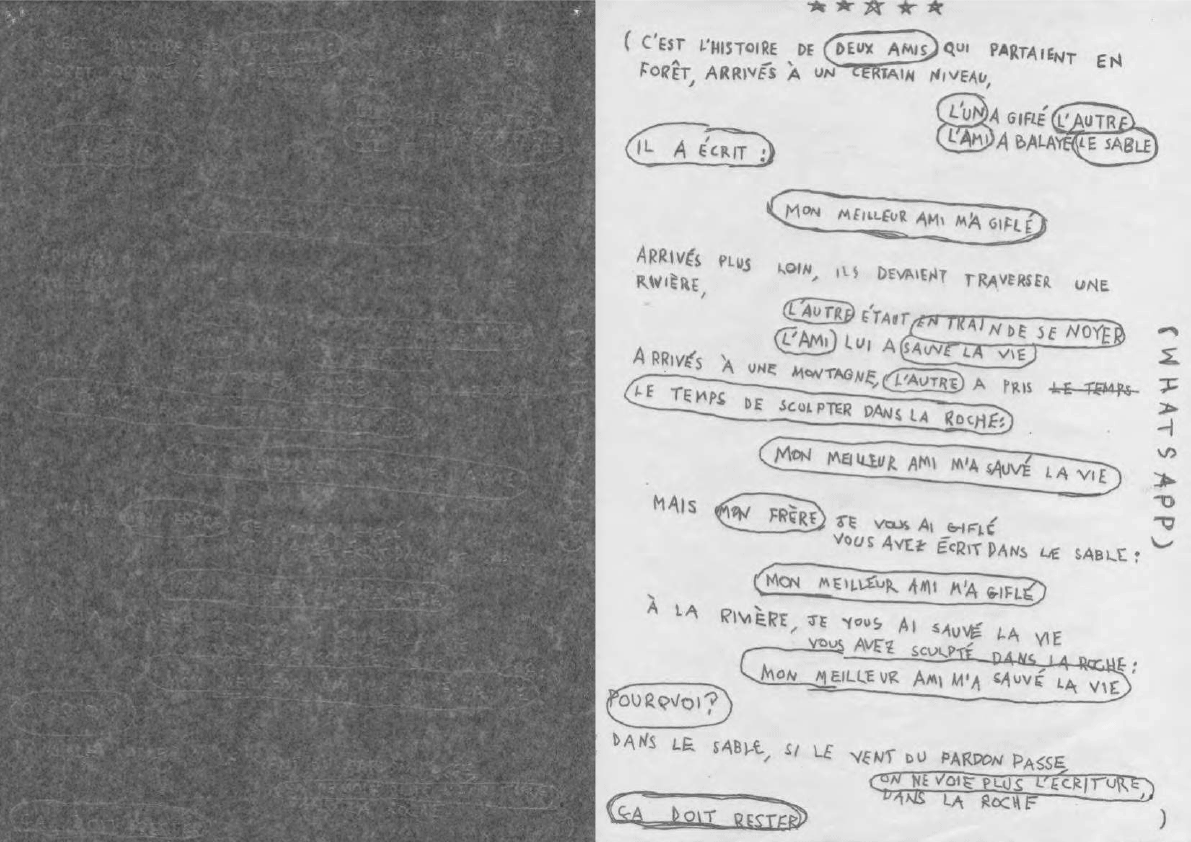 (C'EST L'HISTOIRE DE DEUX AMIS QUI PARTAIENT EN
FORÊT, ARRIVÉS À UN CERTAIN NIVEAU,
L'UN A GIFLÉ L'AUTRE
L'AMI A BALAYÉ LE SABLE
IL A ÉCRIT :
MON MEILLEUR AMI M'A GIFLÉ
ARRIVÉS PLUS LOIN, ILS DEVAIENT TRAVERSER UNE
RIVIÈRE,
L'AUTRE ÉTAIT EN TRAIN DE SE NOYER
L'AMI LUI A SAUVÉ LA VIE
ARRIVÉS À UNE MONTAGNE, L'AUTRE A PRIS LE TEMPS
LE TEMPS DE SCULPTER DANS LA ROCHE:
MON MEILLEUR AMI M'A SAUVÉ LA VIE
MAIS MON FRÈRE JE VOUS AI GIFLÉ
VOUS AVEZ ÉCRIT DANS LE SABLE :
MON MEILLEUR AMI M'A GIFLÉ
À LA RIVIÈRE, JE VOUS AI SAUVÉ LA VIE
VOUS AVEZ SCULPTÉ DANS LA ROCHE :
MON MEILLEUR AMI M'A SAUVÉ LA VIE
POURQUOI?
DANS LE SABLE, SI LE VENT DU PARDON PASSE
ON NE VOIE PLUS L'ÉCRITURE,
DANS LA ROCHE
ÇA DOIT RESTER
)
(WHATSAPP)